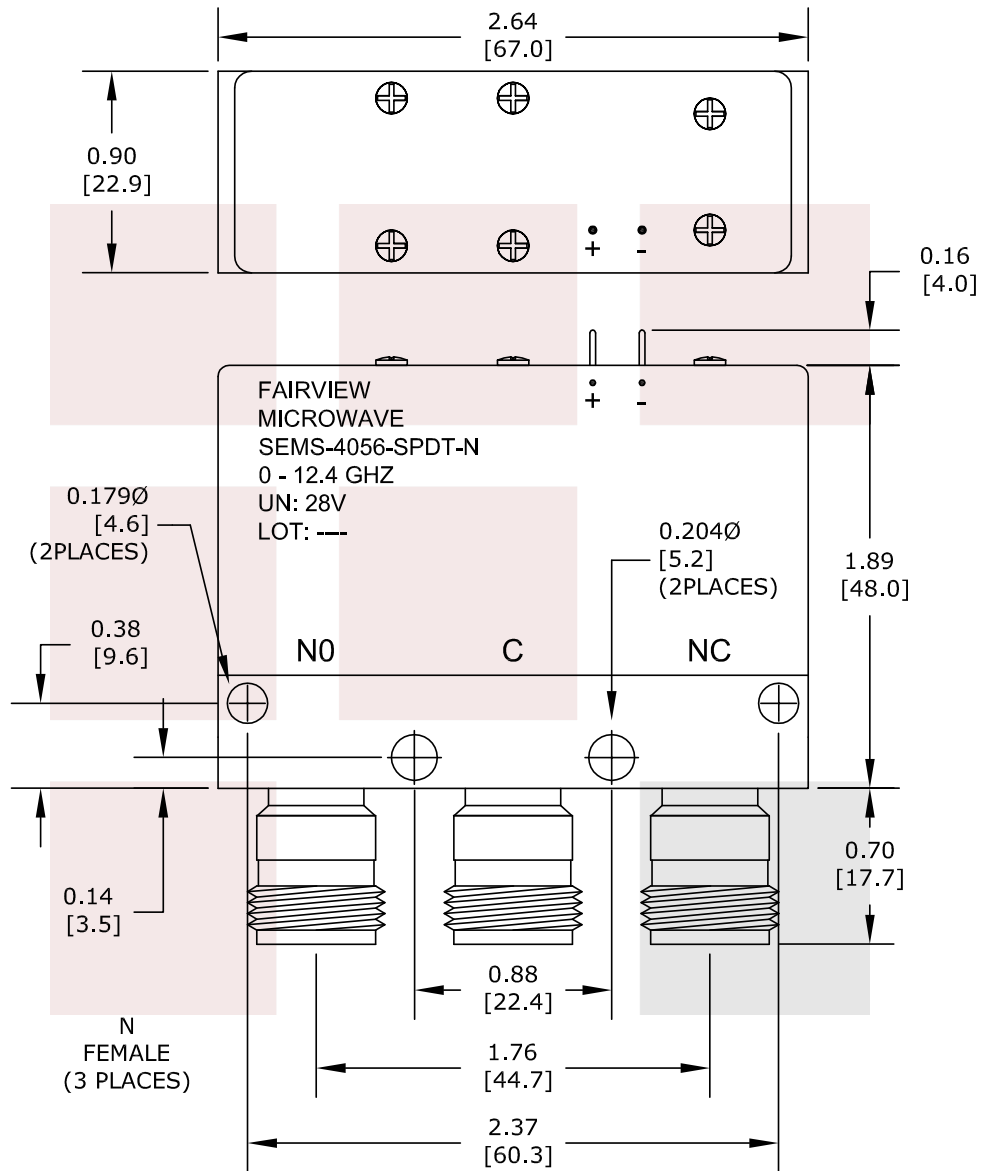 2.64
[67.0]
0.90
[22.9]
+ -
0.16
[4.0]
+ -
FAIRVIEW
MICROWAVE
SEMS-4056-SPDT-N
0 - 12.4 GHZ
UN: 28V
LOT: ----
0.179Ø
[4.6]
(2PLACES)
0.204Ø
[5.2]
(2PLACES)
1.89
[48.0]
0.38
[9.6]
N0 C NC
0.14
[3.5]
0.70
[17.7]
0.88
[22.4]
N
FEMALE
(3 PLACES)
1.76
[44.7]
2.37
[60.3]